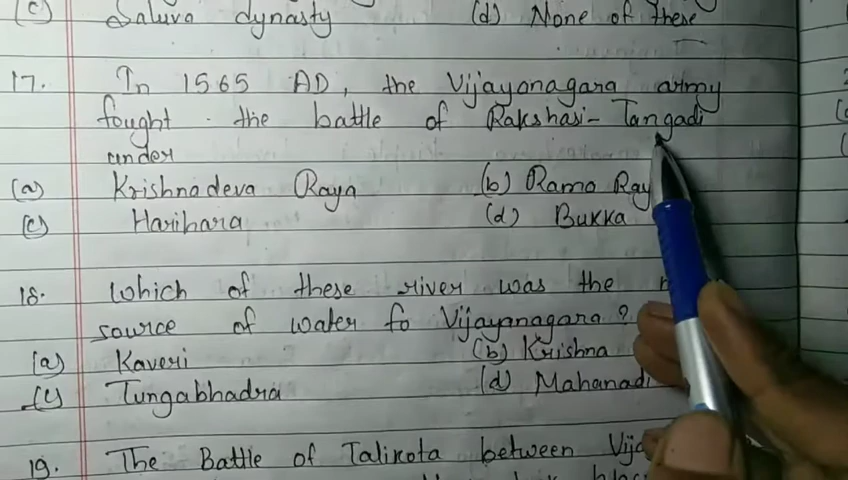 (c) Saluva dynasty (d) None of these
17. In 1565 AD, the Vijayanagara army
fought the battle of Rakshasi-Tangadi
under
(a) Krishnadeva Raya (b) Rama Ray
(c) Harihara (d) Bukka
18. Which of these river was the
source of water fo Vijayanagara?
(a) Kaveri (b) Krishna
(c) Tungabhadra (d) Mahanadi
19. The Battle of Talikota between Vija